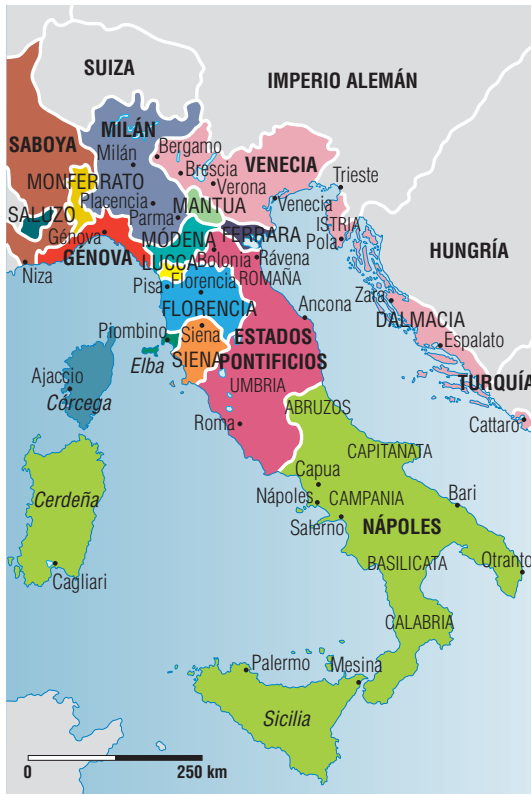 SUIZA
IMPERIO ALEMÁN
SABOYA
MILÁN
Milán
Bergamo
VENECIA
Brescia
Trieste
MONFERRATO
Verona
Placencia
MANTUA
Venecia
SALUZO
Parma
ISTRIA
Génova
MÓDENA
FERRARA
Pola
HUNGRÍA
GÉNOVA
LUCCA
Bolonia
Rávena
Niza
Florencia
ROMAÑA
Pisa
Zara
FLORENCIA
Ancona
DALMACIA
Piombino
Siena
ESTADOS
PONTIFICIOS
Espalato
Elba
SIENA
Ajaccio
UMBRIA
TURQUÍA
Córcega
ABRUZOS
Roma
Cattaro
CAPITANATA
Capua
Cerdeña
Nápoles
CAMPANIA
Bari
Salerno
NÁPOLES
Cagliari
BASILICATA
Otranto
CALABRIA
Palermo
Mesina
Sicilia
0
250 km